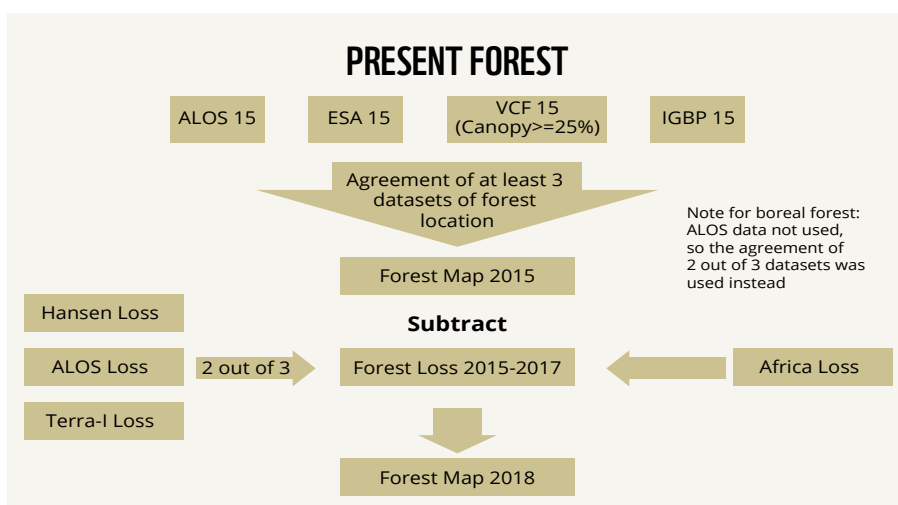 PRESENT FOREST
ALOS 15
ESA 15
VCF 15
(Canopy>=25%)
IGBP 15
Agreement of at least 3
datasets of forest
location
Note for boreal forest:
ALOS data not used,
so the agreement of
2 out of 3 datasets was
used instead
Forest Map 2015
Hansen Loss
Subtract
ALOS Loss
2 out of 3
Forest Loss 2015-2017
Africa Loss
Terra-I Loss
Forest Map 2018